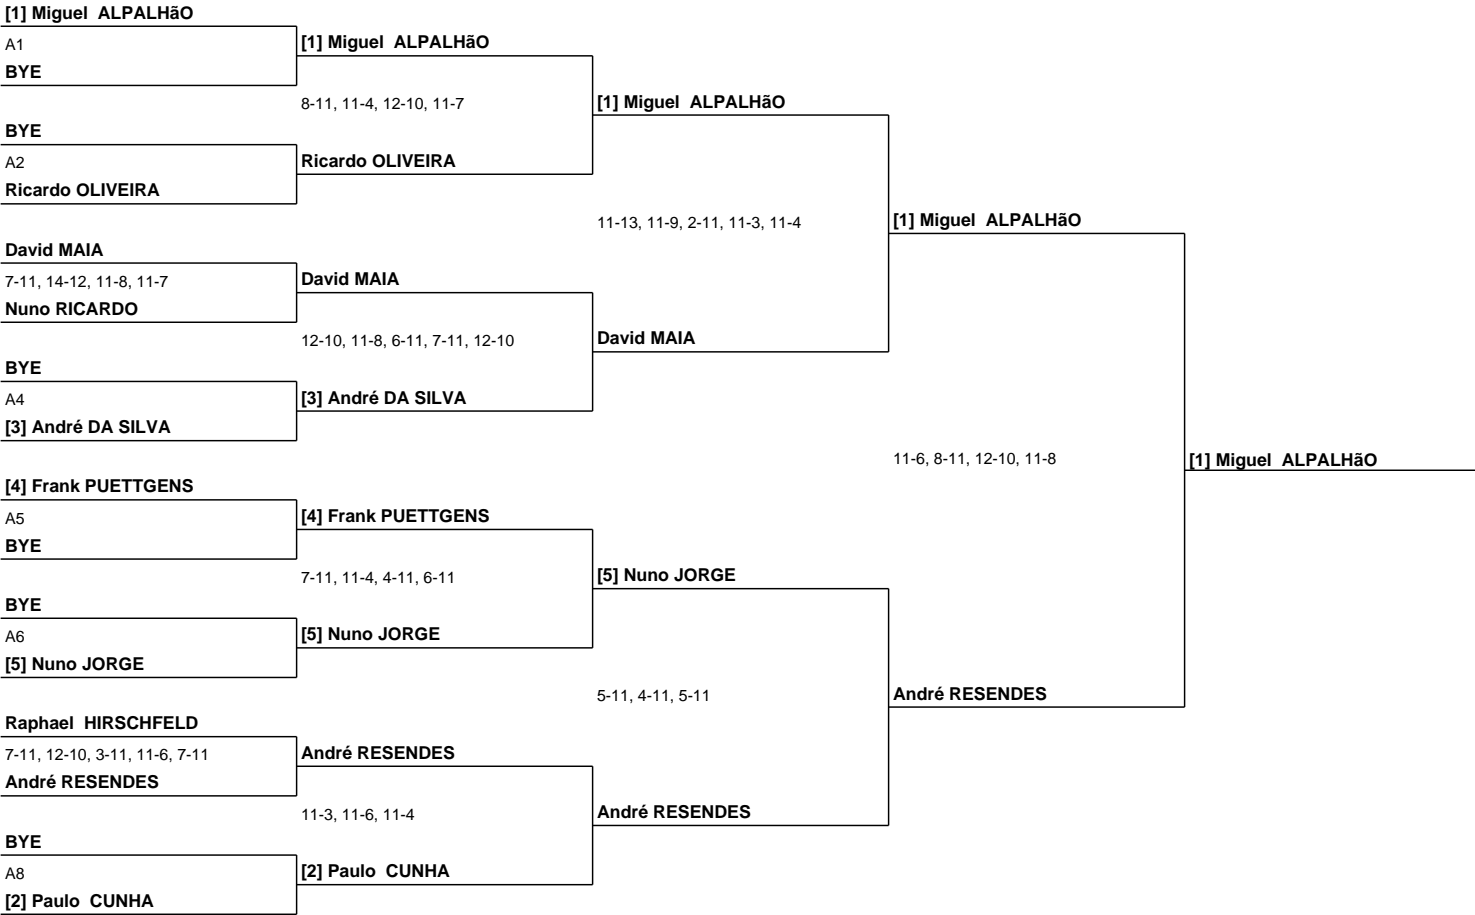 [1] Miguel  ALPALHãO
A1
BYE
[1] Miguel  ALPALHãO
8-11, 11-4, 12-10, 11-7
[1] Miguel  ALPALHãO
BYE
A2
Ricardo OLIVEIRA
Ricardo OLIVEIRA
11-13, 11-9, 2-11, 11-3, 11-4
[1] Miguel  ALPALHãO
David MAIA
7-11, 14-12, 11-8, 11-7
Nuno RICARDO
David MAIA
12-10, 11-8, 6-11, 7-11, 12-10
David MAIA
BYE
A4
[3] André DA SILVA
[3] André DA SILVA
11-6, 8-11, 12-10, 11-8
[1] Miguel  ALPALHãO
[4] Frank PUETTGENS
A5
BYE
[4] Frank PUETTGENS
7-11, 11-4, 4-11, 6-11
[5] Nuno JORGE
BYE
A6
[5] Nuno JORGE
[5] Nuno JORGE
5-11, 4-11, 5-11
André RESENDES
Raphael  HIRSCHFELD
7-11, 12-10, 3-11, 11-6, 7-11
André RESENDES
André RESENDES
11-3, 11-6, 11-4
André RESENDES
BYE
A8
[2] Paulo  CUNHA
[2] Paulo  CUNHA